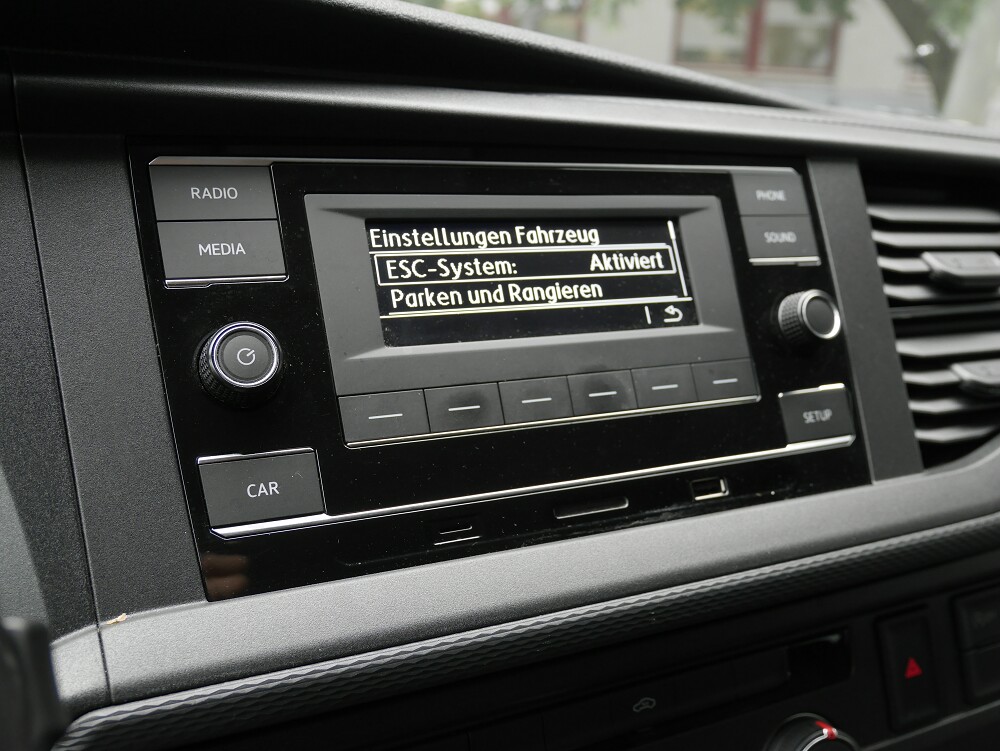 RADIO
MEDIA
PHONE
SOUND
Einstellungen Fahrzeug
ESC-System: Aktiviert
Parken und Rangieren
CAR
SETUP